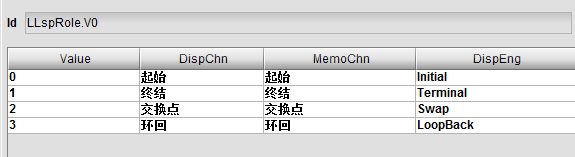 Id LLspRole.V0
Value DispChn MemoChn DispEng
0 起始 起始 Initial
1 终结 终结 Terminal
2 交换点 交换点 Swap
3 环回 环回 LoopBack